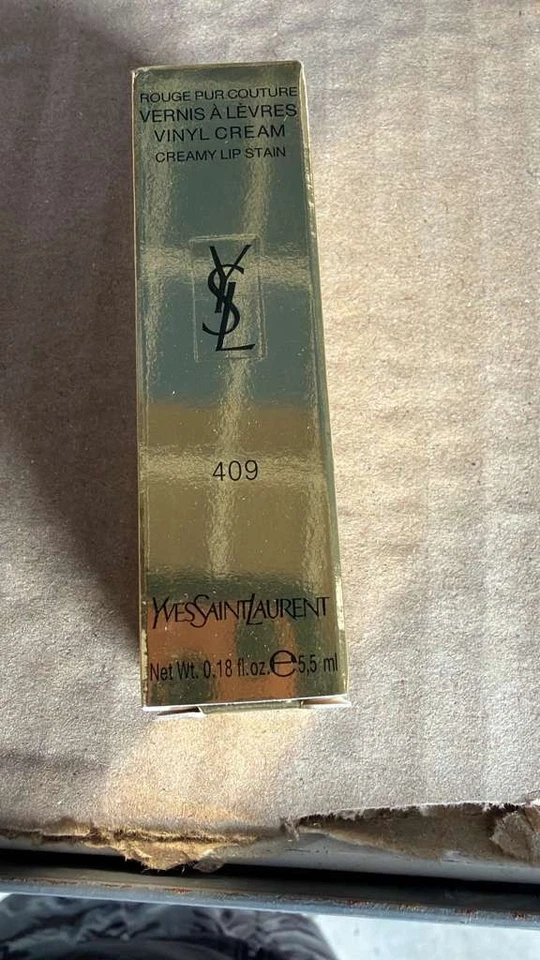 ROUGE PUR COUTURE
VERNIS À LÈVRES
VINYL CREAM
CREAMY LIP STAIN
YSL
409
YVESSAINTLAURENT
Net Wt. 0.18 fl.oz. ℮ 5,5 ml